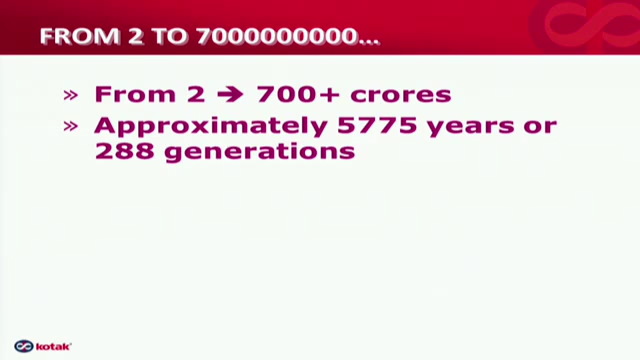 FROM 2 TO 7000000000...
» From 2 ➔ 700+ crores
» Approximately 5775 years or
288 generations
kotak